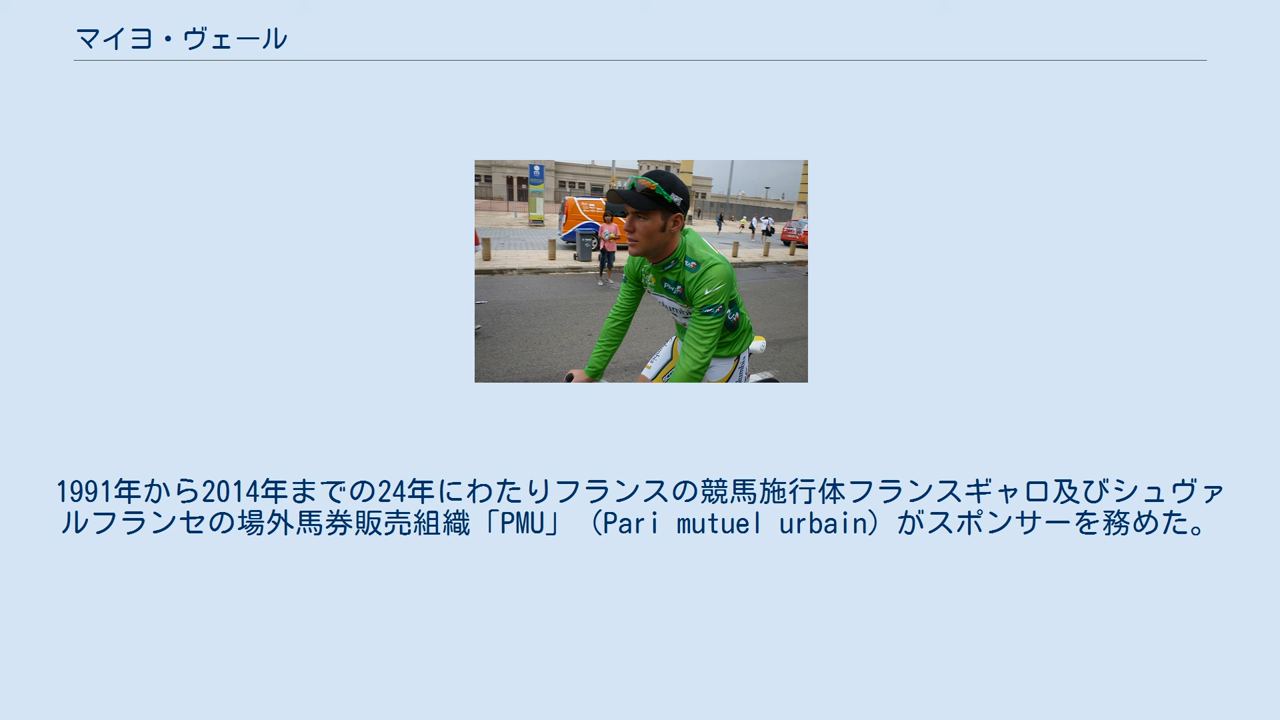 マイヨ・ヴェール
1991年から2014年までの24年にわたりフランスの競馬施行体フランスギャロ及びシュヴァ
ルフランセの場外馬券販売組織「PMU」（Pari mutuel urbain）がスポンサーを務めた。